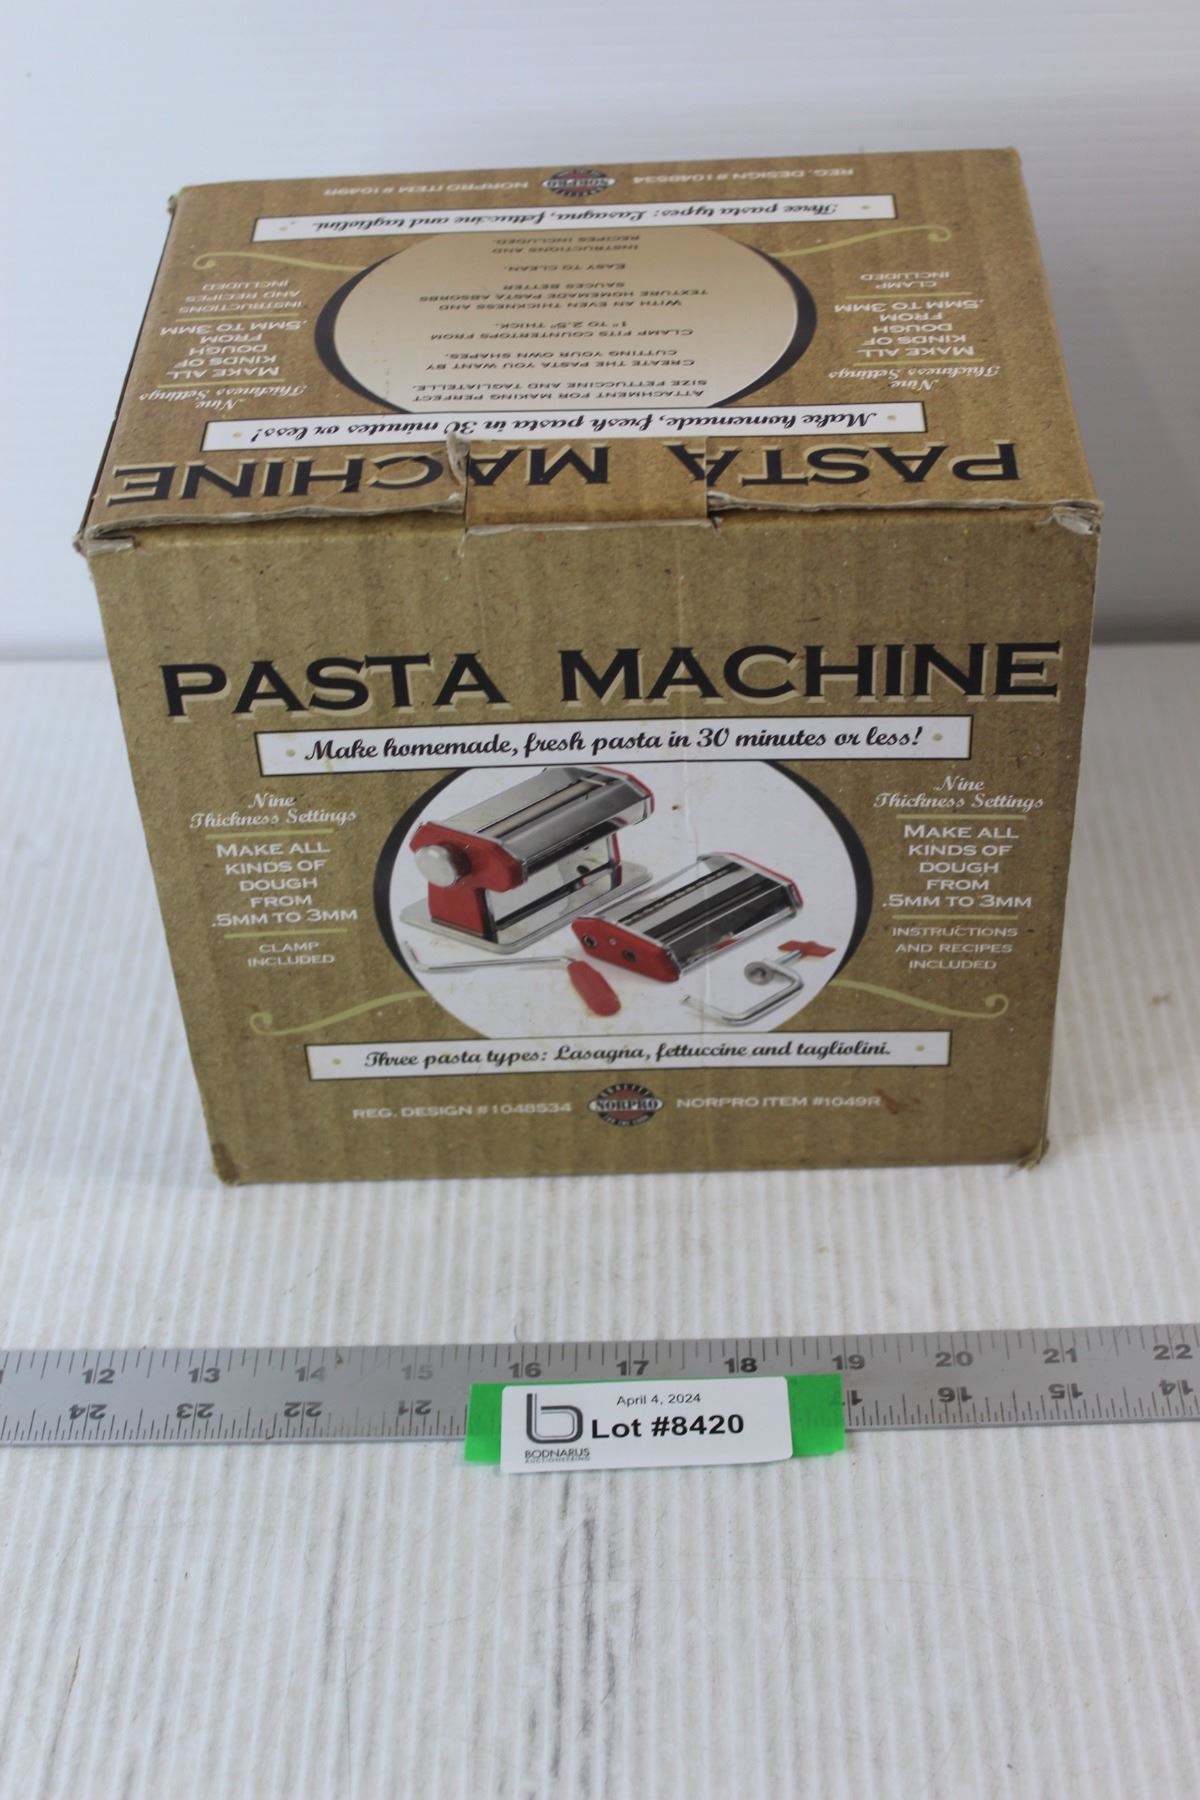 REG. DESIGN #1048534 NORPRO NORPRO ITEM #1049R
Three pasta types: Lasagna, fettuccine and tagliolini.
INSTRUCTIONS AND
RECIPES INCLUDED.
EASY TO CLEAN.
WITH AN EVEN THICKNESS AND
TEXTURE HOMEMADE PASTA ABSORBS
SAUCES BETTER
CLAMP FITS COUNTERTOPS FROM
1" TO 2.5" THICK.
CREATE THE PASTA YOU WANT BY
CUTTING YOUR OWN SHAPES.
ATTACHMENT FOR MAKING PERFECT
SIZE FETTUCCINE AND TAGLIATELLE.
Nine
Thickness Settings
MAKE ALL
KINDS OF
DOUGH
FROM
.5MM TO 3MM
CLAMP
INCLUDED
Nine
Thickness Settings
MAKE ALL
KINDS OF
DOUGH
FROM
.5MM TO 3MM
INSTRUCTIONS
AND RECIPES
INCLUDED
Make homemade, fresh pasta in 30 minutes or less!
PASTA MACHINE
PASTA MACHINE
Make homemade, fresh pasta in 30 minutes or less!
Nine
Thickness Settings
MAKE ALL
KINDS OF
DOUGH
FROM
.5MM TO 3MM
CLAMP
INCLUDED
Nine
Thickness Settings
MAKE ALL
KINDS OF
DOUGH
FROM
.5MM TO 3MM
INSTRUCTIONS
AND RECIPES
INCLUDED
Three pasta types: Lasagna, fettuccine and tagliolini.
REG. DESIGN #1048534 NORPRO NORPRO ITEM #1049R
12 13 14 15 16 17 18 19 20 21 22
24 23 22 21 17 16 15 14
April 4, 2024
Lot #8420
BODNARUS
AUCTIONEERING